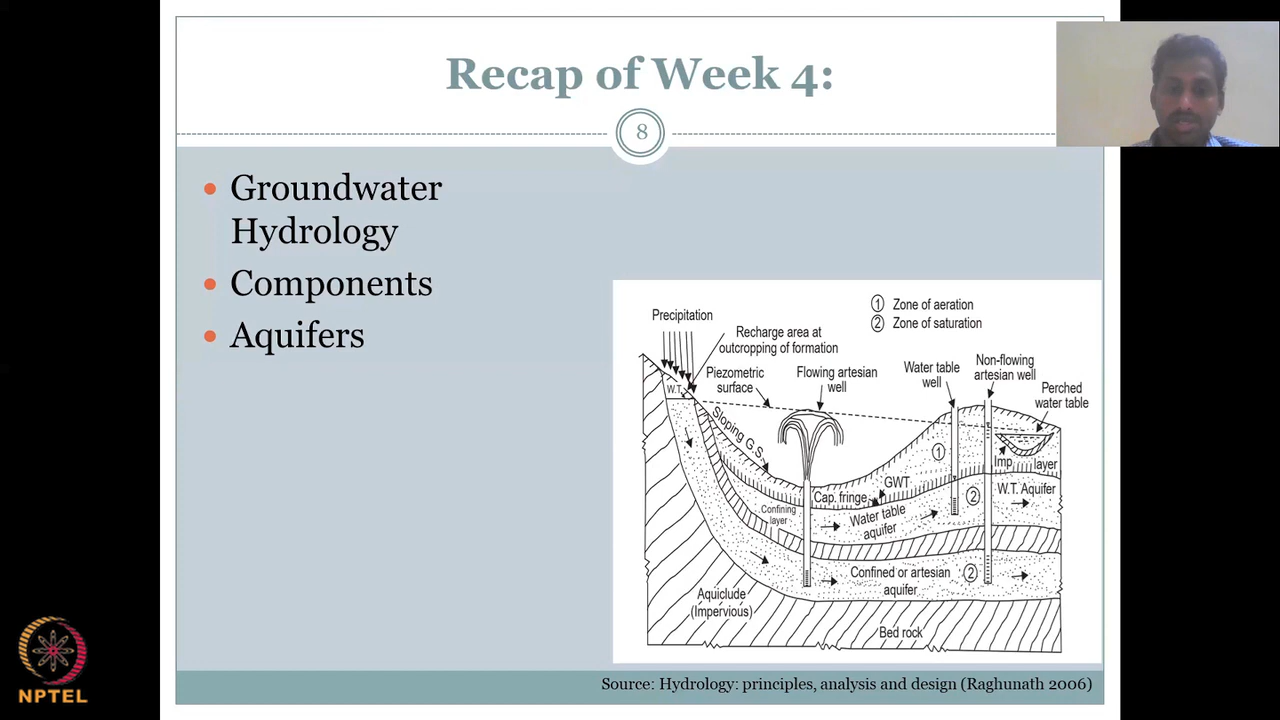 Recap of Week 4:
8
• Groundwater
Hydrology
• Components
• Aquifers
Precipitation
Recharge area at
outcropping of formation
① Zone of aeration
② Zone of saturation
Piezometric
surface
Flowing artesian
well
Water table
well
Non-flowing
artesian well
Perched
water table
W.T.
Sloping G.S.
①
Imp
layer
GWT
Cap. fringe
②
W.T. Aquifer
Confining
layer
Water table
aquifer
Confined or artesian
aquifer
②
Aquiclude
(Impervious)
Bed rock
Source: Hydrology: principles, analysis and design (Raghunath 2006)
NPTEL